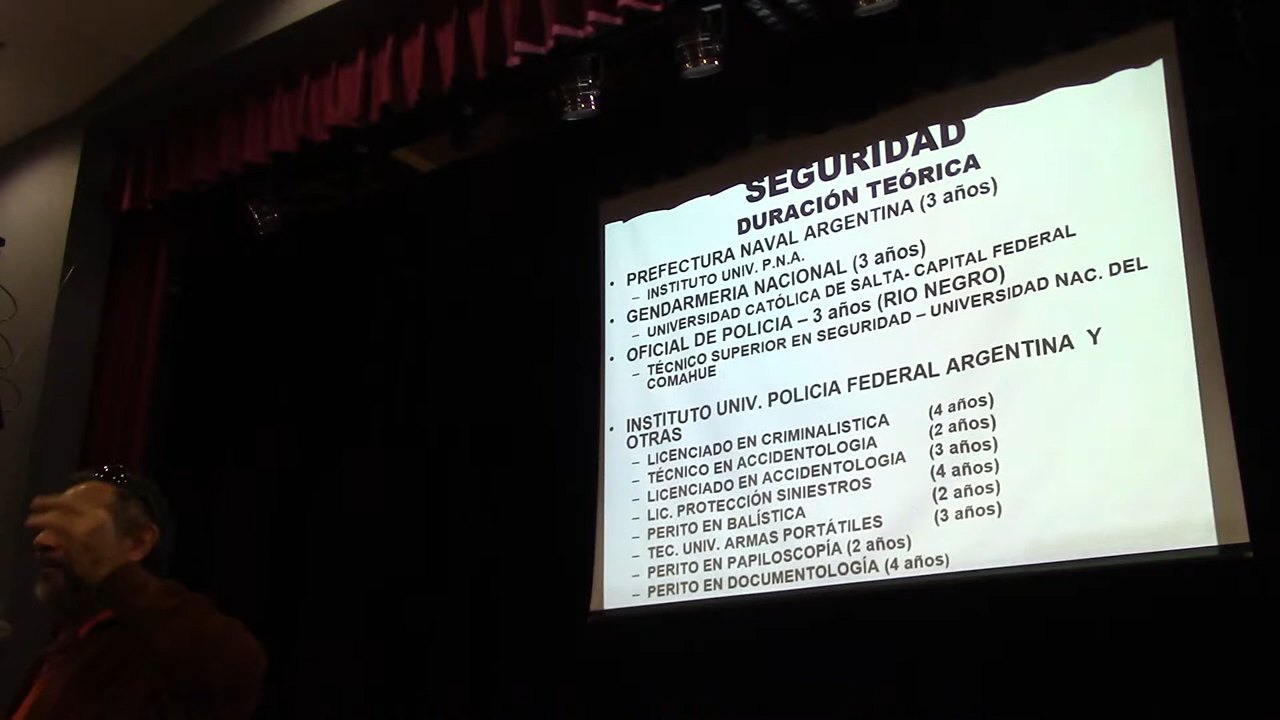 SEGURIDAD
DURACIÓN TEÓRICA
• PREFECTURA NAVAL ARGENTINA (3 años)
– INSTITUTO UNIV. P.N.A.
• GENDARMERIA NACIONAL (3 años)
– UNIVERSIDAD CATÓLICA DE SALTA- CAPITAL FEDERAL
• OFICIAL DE POLICIA – 3 años (RIO NEGRO)
– TÉCNICO SUPERIOR EN SEGURIDAD – UNIVERSIDAD NAC. DEL
COMAHUE
• INSTITUTO UNIV. POLICIA FEDERAL ARGENTINA Y
OTRAS
– LICENCIADO EN CRIMINALISTICA (4 años)
– TÉCNICO EN ACCIDENTOLOGIA (2 años)
– LICENCIADO EN ACCIDENTOLOGIA (3 años)
– LIC. PROTECCIÓN SINIESTROS (4 años)
– PERITO EN BALÍSTICA (2 años)
– TEC. UNIV. ARMAS PORTÁTILES (3 años)
– PERITO EN PAPILOSCOPÍA (2 años)
– PERITO EN DOCUMENTOLOGÍA (4 años)